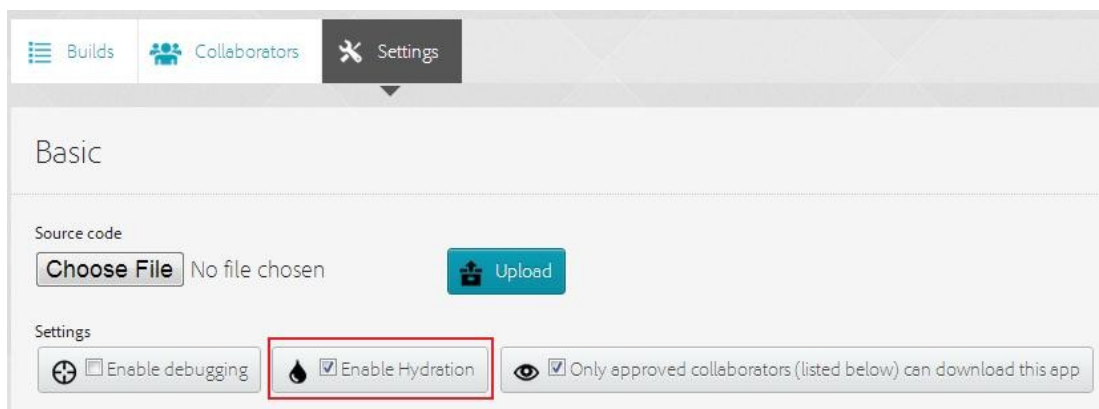 Builds Collaborators Settings
Basic
Source code
Choose File No file chosen Upload
Settings
Enable debugging Enable Hydration Only approved collaborators (listed below) can download this app